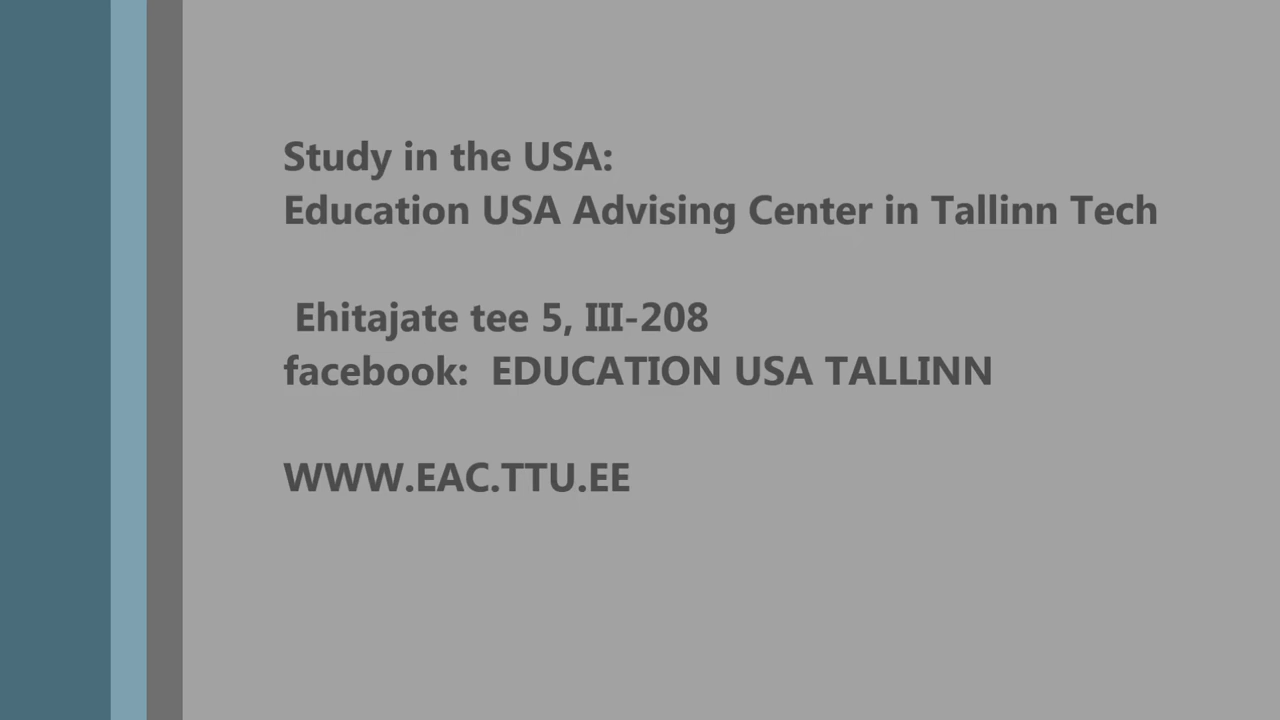 Study in the USA:
Education USA Advising Center in Tallinn Tech
Ehitajate tee 5, III-208
facebook:  EDUCATION USA TALLINN
WWW.EAC.TTU.EE